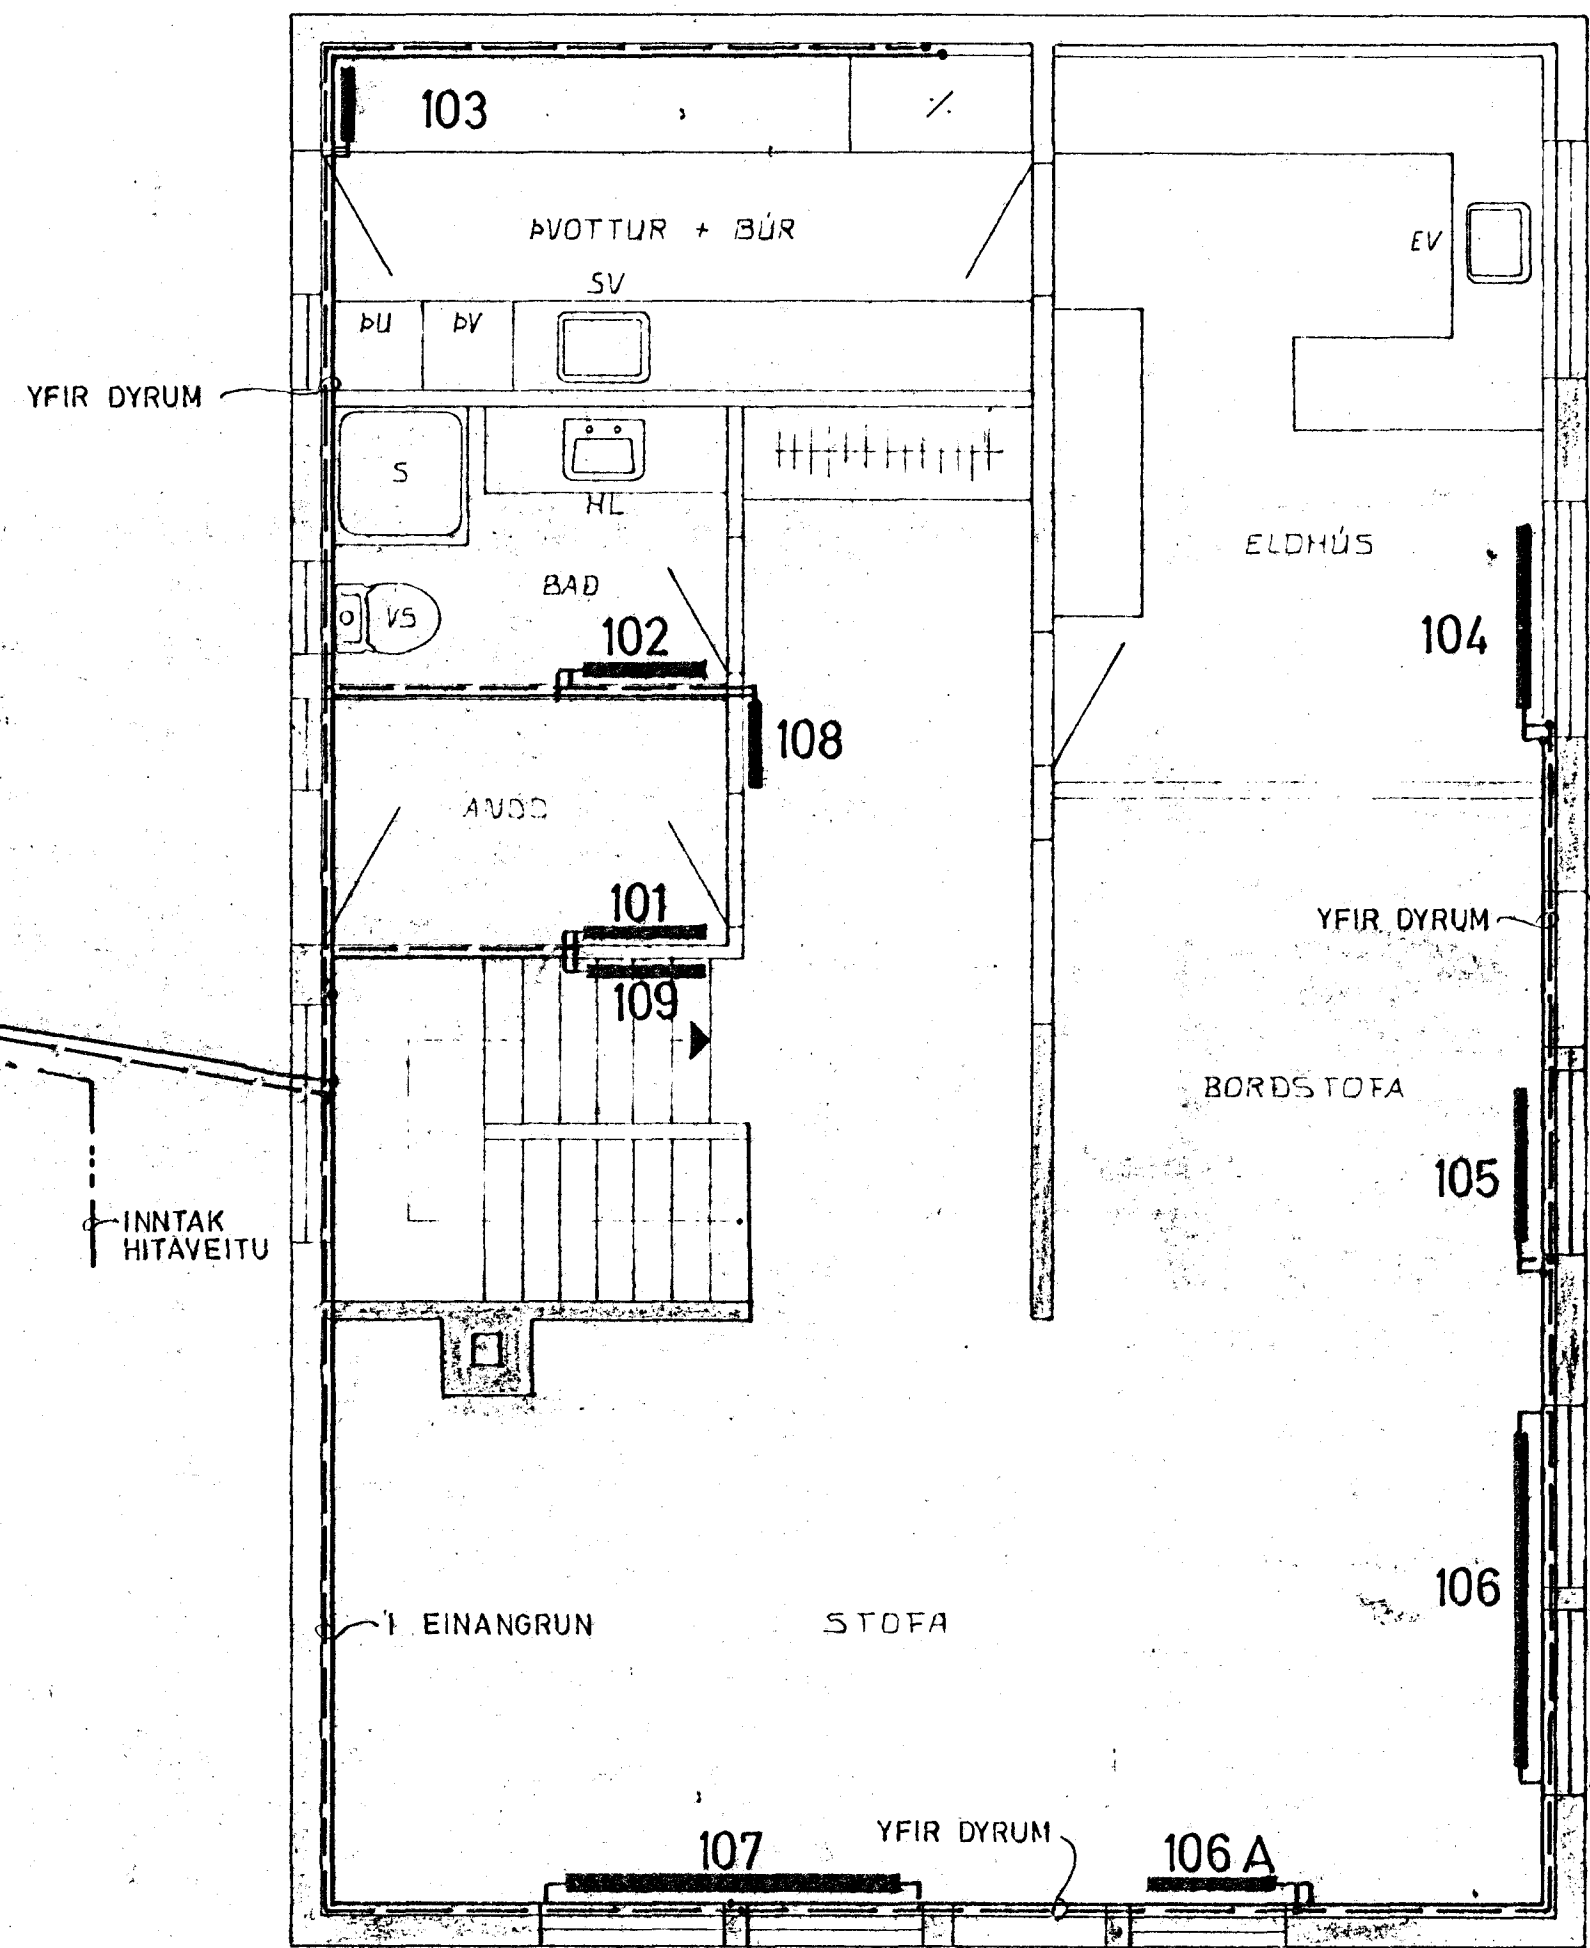 103
ÞVOTTUR + BÚR
EV
SV
ÞU
ÞV
YFIR DYRUM
S
HL
ELDHÚS
BAÐ
VS
102
104
108
ANDD
101
YFIR DYRUM
109
BORÐSTOFA
105
INNTAK
HITAVEITU
106
Í EINANGRUN
STOFA
YFIR DYRUM
107
106 A